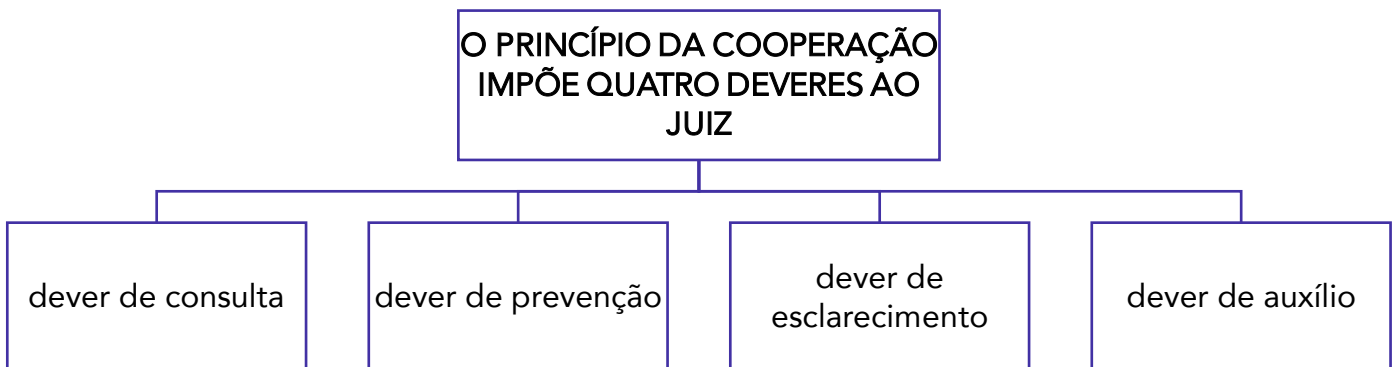 O PRINCÍPIO DA COOPERAÇÃO
IMPÕE QUATRO DEVERES AO
JUIZ
dever de consulta
dever de prevenção
dever de
esclarecimento
dever de auxílio